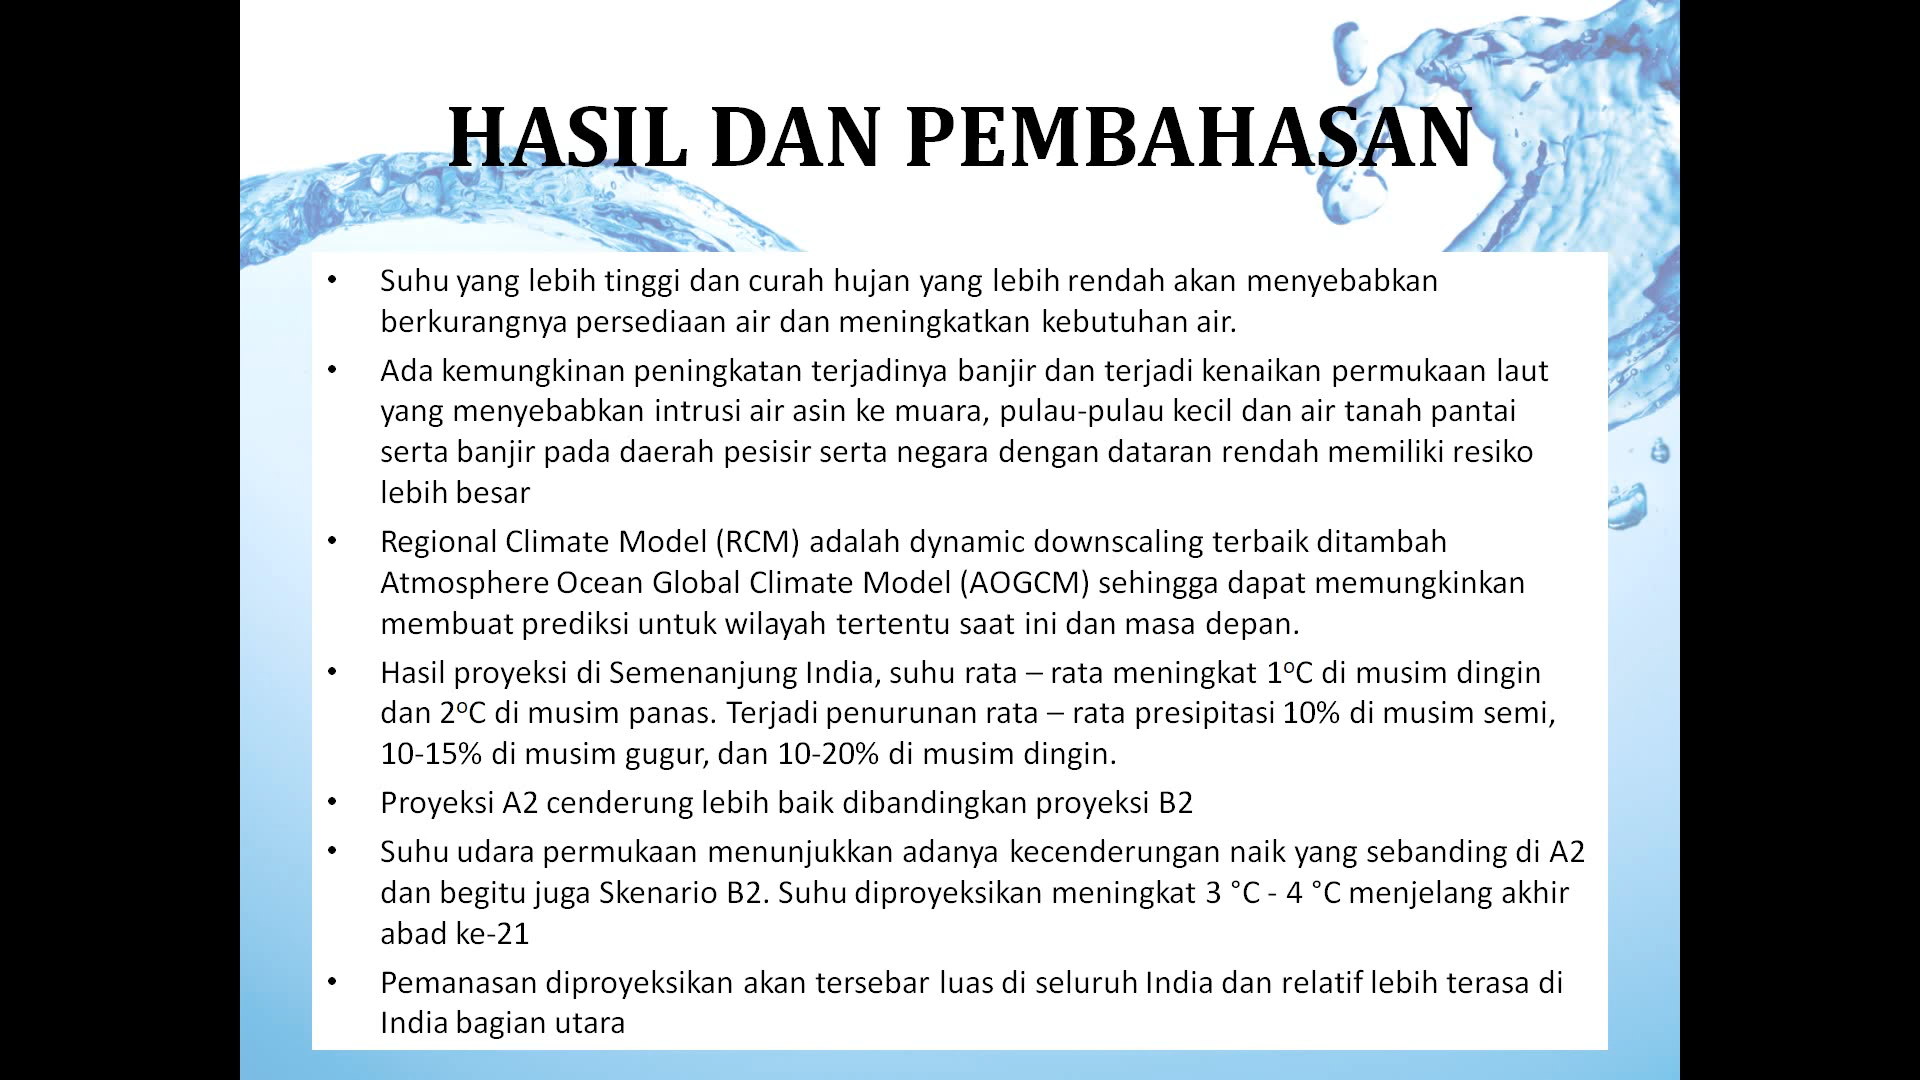 HASIL DAN PEMBAHASAN
• Suhu yang lebih tinggi dan curah hujan yang lebih rendah akan menyebabkan
berkurangnya persediaan air dan meningkatkan kebutuhan air.
• Ada kemungkinan peningkatan terjadinya banjir dan terjadi kenaikan permukaan laut
yang menyebabkan intrusi air asin ke muara, pulau-pulau kecil dan air tanah pantai
serta banjir pada daerah pesisir serta negara dengan dataran rendah memiliki resiko
lebih besar
• Regional Climate Model (RCM) adalah dynamic downscaling terbaik ditambah
Atmosphere Ocean Global Climate Model (AOGCM) sehingga dapat memungkinkan
membuat prediksi untuk wilayah tertentu saat ini dan masa depan.
• Hasil proyeksi di Semenanjung India, suhu rata – rata meningkat 1ºC di musim dingin
dan 2ºC di musim panas. Terjadi penurunan rata – rata presipitasi 10% di musim semi,
10-15% di musim gugur, dan 10-20% di musim dingin.
• Proyeksi A2 cenderung lebih baik dibandingkan proyeksi B2
• Suhu udara permukaan menunjukkan adanya kecenderungan naik yang sebanding di A2
dan begitu juga Skenario B2. Suhu diproyeksikan meningkat 3 °C - 4 °C menjelang akhir
abad ke-21
• Pemanasan diproyeksikan akan tersebar luas di seluruh India dan relatif lebih terasa di
India bagian utara